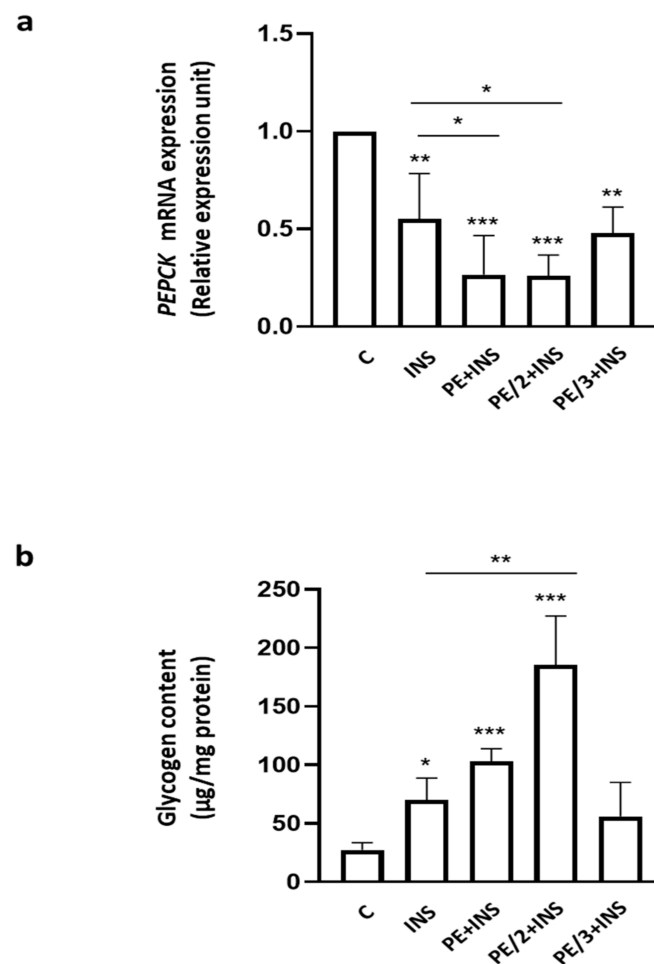 a
PEPCK mRNA expression
(Relative expression unit)
1.5
1.0
0.5
0.0
*
*
**
***
***
**
C
INS
PE+INS
PE/2+INS
PE/3+INS
b
Glycogen content
(µg/mg protein)
250
200
150
100
50
0
**
*
***
***
C
INS
PE+INS
PE/2+INS
PE/3+INS